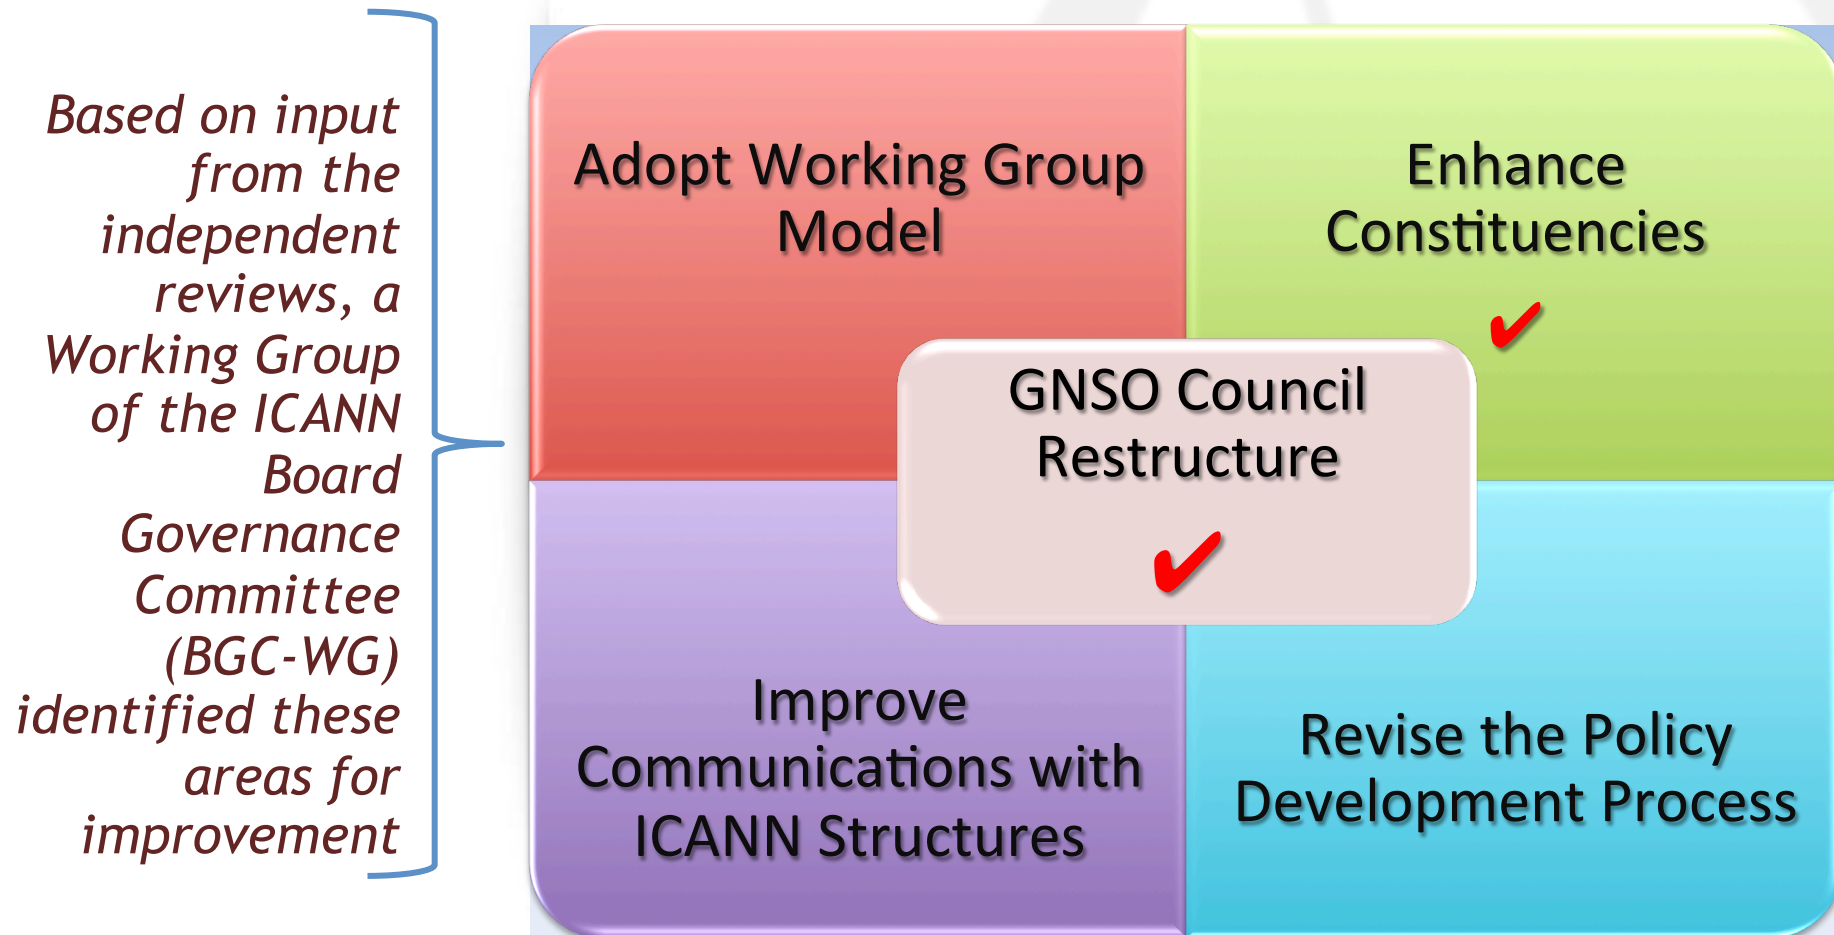 Based on input
from the
independent
reviews, a
Working Group
of the ICANN
Board
Governance
Committee
(BGC-WG)
identified these
areas for
improvement
Adopt Working Group
Model
Enhance
Constituencies
✔
GNSO Council
Restructure
✔
Improve
Communications with
ICANN Structures
Revise the Policy
Development Process